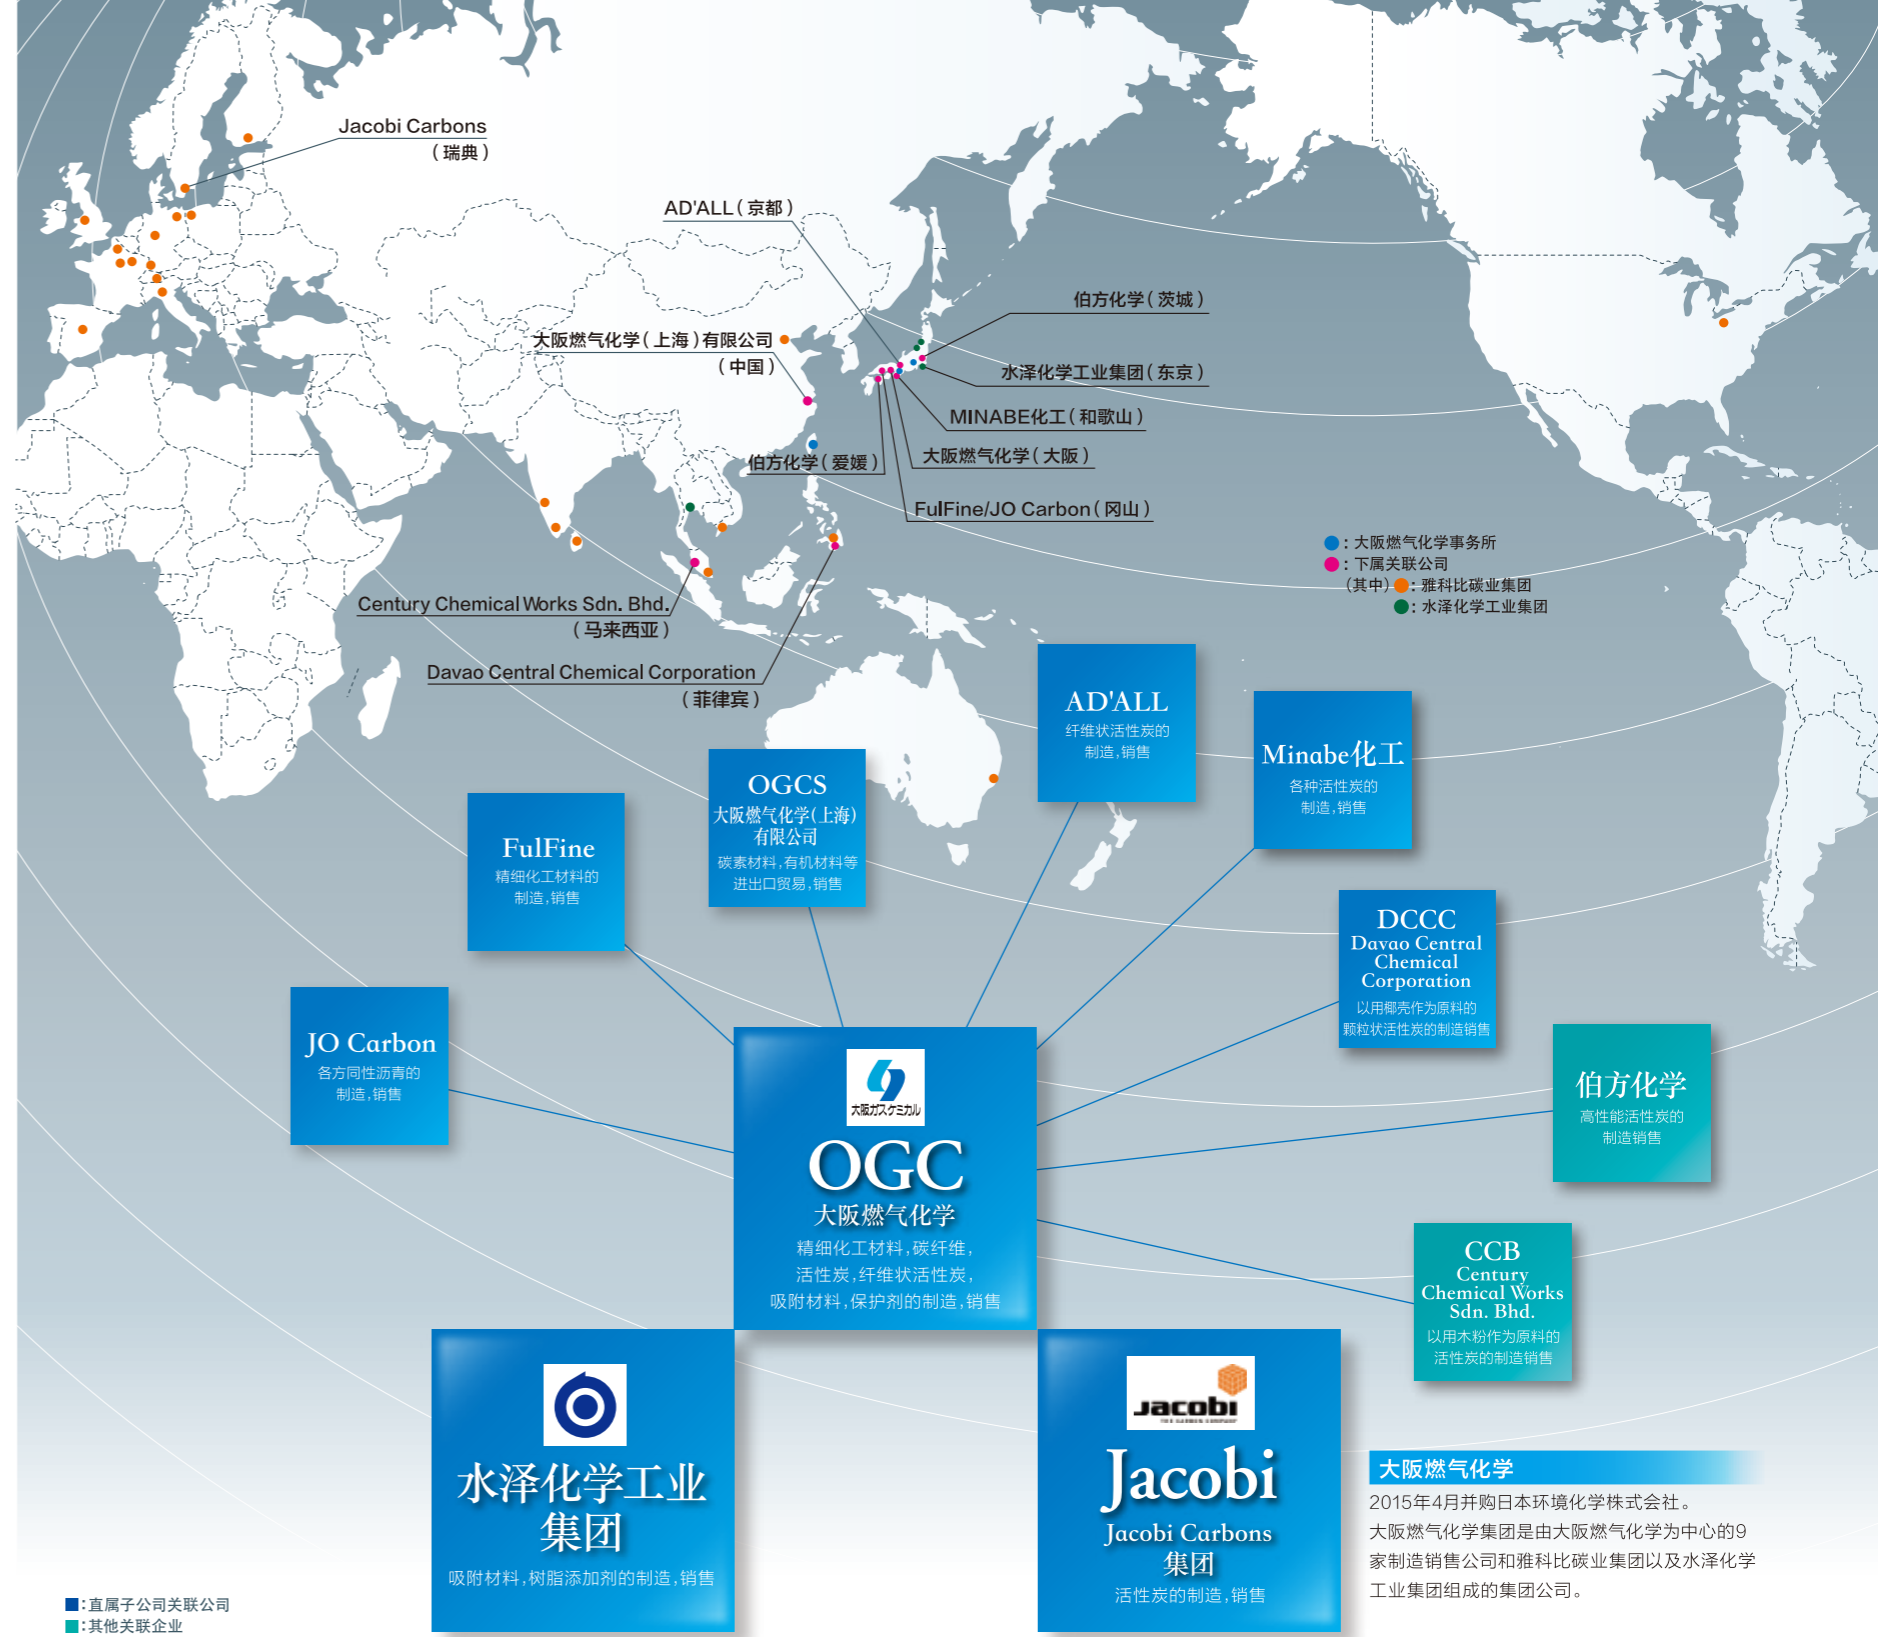 Jacobi Carbons
（瑞典）
AD'ALL（京都）
伯方化学（茨城）
大阪燃气化学（上海）有限公司
（中国）
水泽化学工业集团（东京）
MINABE化工（和歌山）
伯方化学（爱媛）
大阪燃气化学（大阪）
FulFine/JO Carbon（冈山）
●：大阪燃气化学事务所
●：下属关联公司
（其中）●：雅科比碳业集团
●：水泽化学工业集团
Century Chemical Works Sdn. Bhd.
（马来西亚）
Davao Central Chemical Corporation
（菲律宾）
AD'ALL
纤维状活性炭的
制造,销售
Minabe化工
各种活性炭的
制造,销售
OGCS
大阪燃气化学(上海)
有限公司
碳素材料,有机材料等
进出口贸易,销售
FulFine
精细化工材料的
制造,销售
DCCC
Davao Central
Chemical
Corporation
以用椰壳作为原料的
颗粒状活性炭的制造销售
JO Carbon
各方同性沥青的
制造,销售
伯方化学
高性能活性炭的
制造销售
大阪ガスケミカル
OGC
大阪燃气化学
精细化工材料,碳纤维,
活性炭,纤维状活性炭,
吸附材料,保护剂的制造,销售
CCB
Century
Chemical Works
Sdn. Bhd.
以用木粉作为原料的
活性炭的制造销售
水泽化学工业
集团
吸附材料,树脂添加剂的制造,销售
Jacobi
THE CARBON COMPANY
Jacobi
Jacobi Carbons
集团
活性炭的制造,销售
大阪燃气化学
2015年4月并购日本环境化学株式会社。
大阪燃气化学集团是由大阪燃气化学为中心的9
家制造销售公司和雅科比碳业集团以及水泽化学
工业集团组成的集团公司。
■:直属子公司关联公司
■:其他关联企业